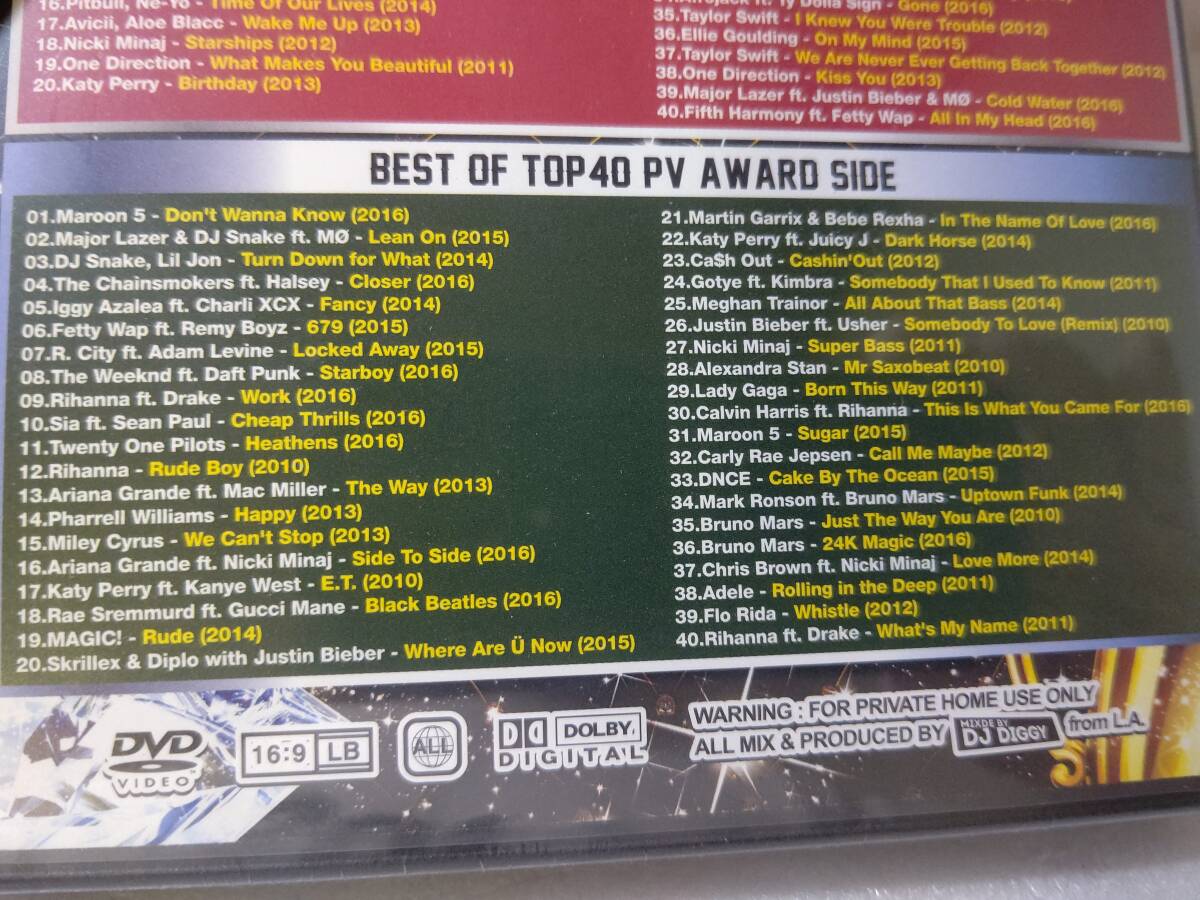 16.Pitbull, Ne-Yo - Time Of Our Lives (2014)
17.Avicii, Aloe Blacc - Wake Me Up (2013)
18.Nicki Minaj - Starships (2012)
19.One Direction - What Makes You Beautiful (2011)
20.Katy Perry - Birthday (2013)
34.Afrojack ft. Ty Dolla $ign - Gone (2016)
35.Taylor Swift - I Knew You Were Trouble (2012)
36.Ellie Goulding - On My Mind (2015)
37.Taylor Swift - We Are Never Ever Getting Back Together (2012)
38.One Direction - Kiss You (2013)
39.Major Lazer ft. Justin Bieber & MØ - Cold Water (2016)
40.Fifth Harmony ft. Fetty Wap - All In My Head (2016)
BEST OF TOP40 PV AWARD SIDE
01.Maroon 5 - Don't Wanna Know (2016)
02.Major Lazer & DJ Snake ft. MØ - Lean On (2015)
03.DJ Snake, Lil Jon - Turn Down for What (2014)
04.The Chainsmokers ft. Halsey - Closer (2016)
05.Iggy Azalea ft. Charli XCX - Fancy (2014)
06.Fetty Wap ft. Remy Boyz - 679 (2015)
07.R. City ft. Adam Levine - Locked Away (2015)
08.The Weeknd ft. Daft Punk - Starboy (2016)
09.Rihanna ft. Drake - Work (2016)
10.Sia ft. Sean Paul - Cheap Thrills (2016)
11.Twenty One Pilots - Heathens (2016)
12.Rihanna - Rude Boy (2010)
13.Ariana Grande ft. Mac Miller - The Way (2013)
14.Pharrell Williams - Happy (2013)
15.Miley Cyrus - We Can't Stop (2013)
16.Ariana Grande ft. Nicki Minaj - Side To Side (2016)
17.Katy Perry ft. Kanye West - E.T. (2010)
18.Rae Sremmurd ft. Gucci Mane - Black Beatles (2016)
19.MAGIC! - Rude (2014)
20.Skrillex & Diplo with Justin Bieber - Where Are Ü Now (2015)
21.Martin Garrix & Bebe Rexha - In The Name Of Love (2016)
22.Katy Perry ft. Juicy J - Dark Horse (2014)
23.Ca$h Out - Cashin'Out (2012)
24.Gotye ft. Kimbra - Somebody That I Used To Know (2011)
25.Meghan Trainor - All About That Bass (2014)
26.Justin Bieber ft. Usher - Somebody To Love (Remix) (2010)
27.Nicki Minaj - Super Bass (2011)
28.Alexandra Stan - Mr Saxobeat (2010)
29.Lady Gaga - Born This Way (2011)
30.Calvin Harris ft. Rihanna - This Is What You Came For (2016)
31.Maroon 5 - Sugar (2015)
32.Carly Rae Jepsen - Call Me Maybe (2012)
33.DNCE - Cake By The Ocean (2015)
34.Mark Ronson ft. Bruno Mars - Uptown Funk (2014)
35.Bruno Mars - Just The Way You Are (2010)
36.Bruno Mars - 24K Magic (2016)
37.Chris Brown ft. Nicki Minaj - Love More (2014)
38.Adele - Rolling in the Deep (2011)
39.Flo Rida - Whistle (2012)
40.Rihanna ft. Drake - What's My Name (2011)
DVD VIDEO™
16:9 LB
ALL
DOLBY DIGITAL
WARNING : FOR PRIVATE HOME USE ONLY
ALL MIX & PRODUCED BY MIXDE BY DJ DIGGY from L.A.